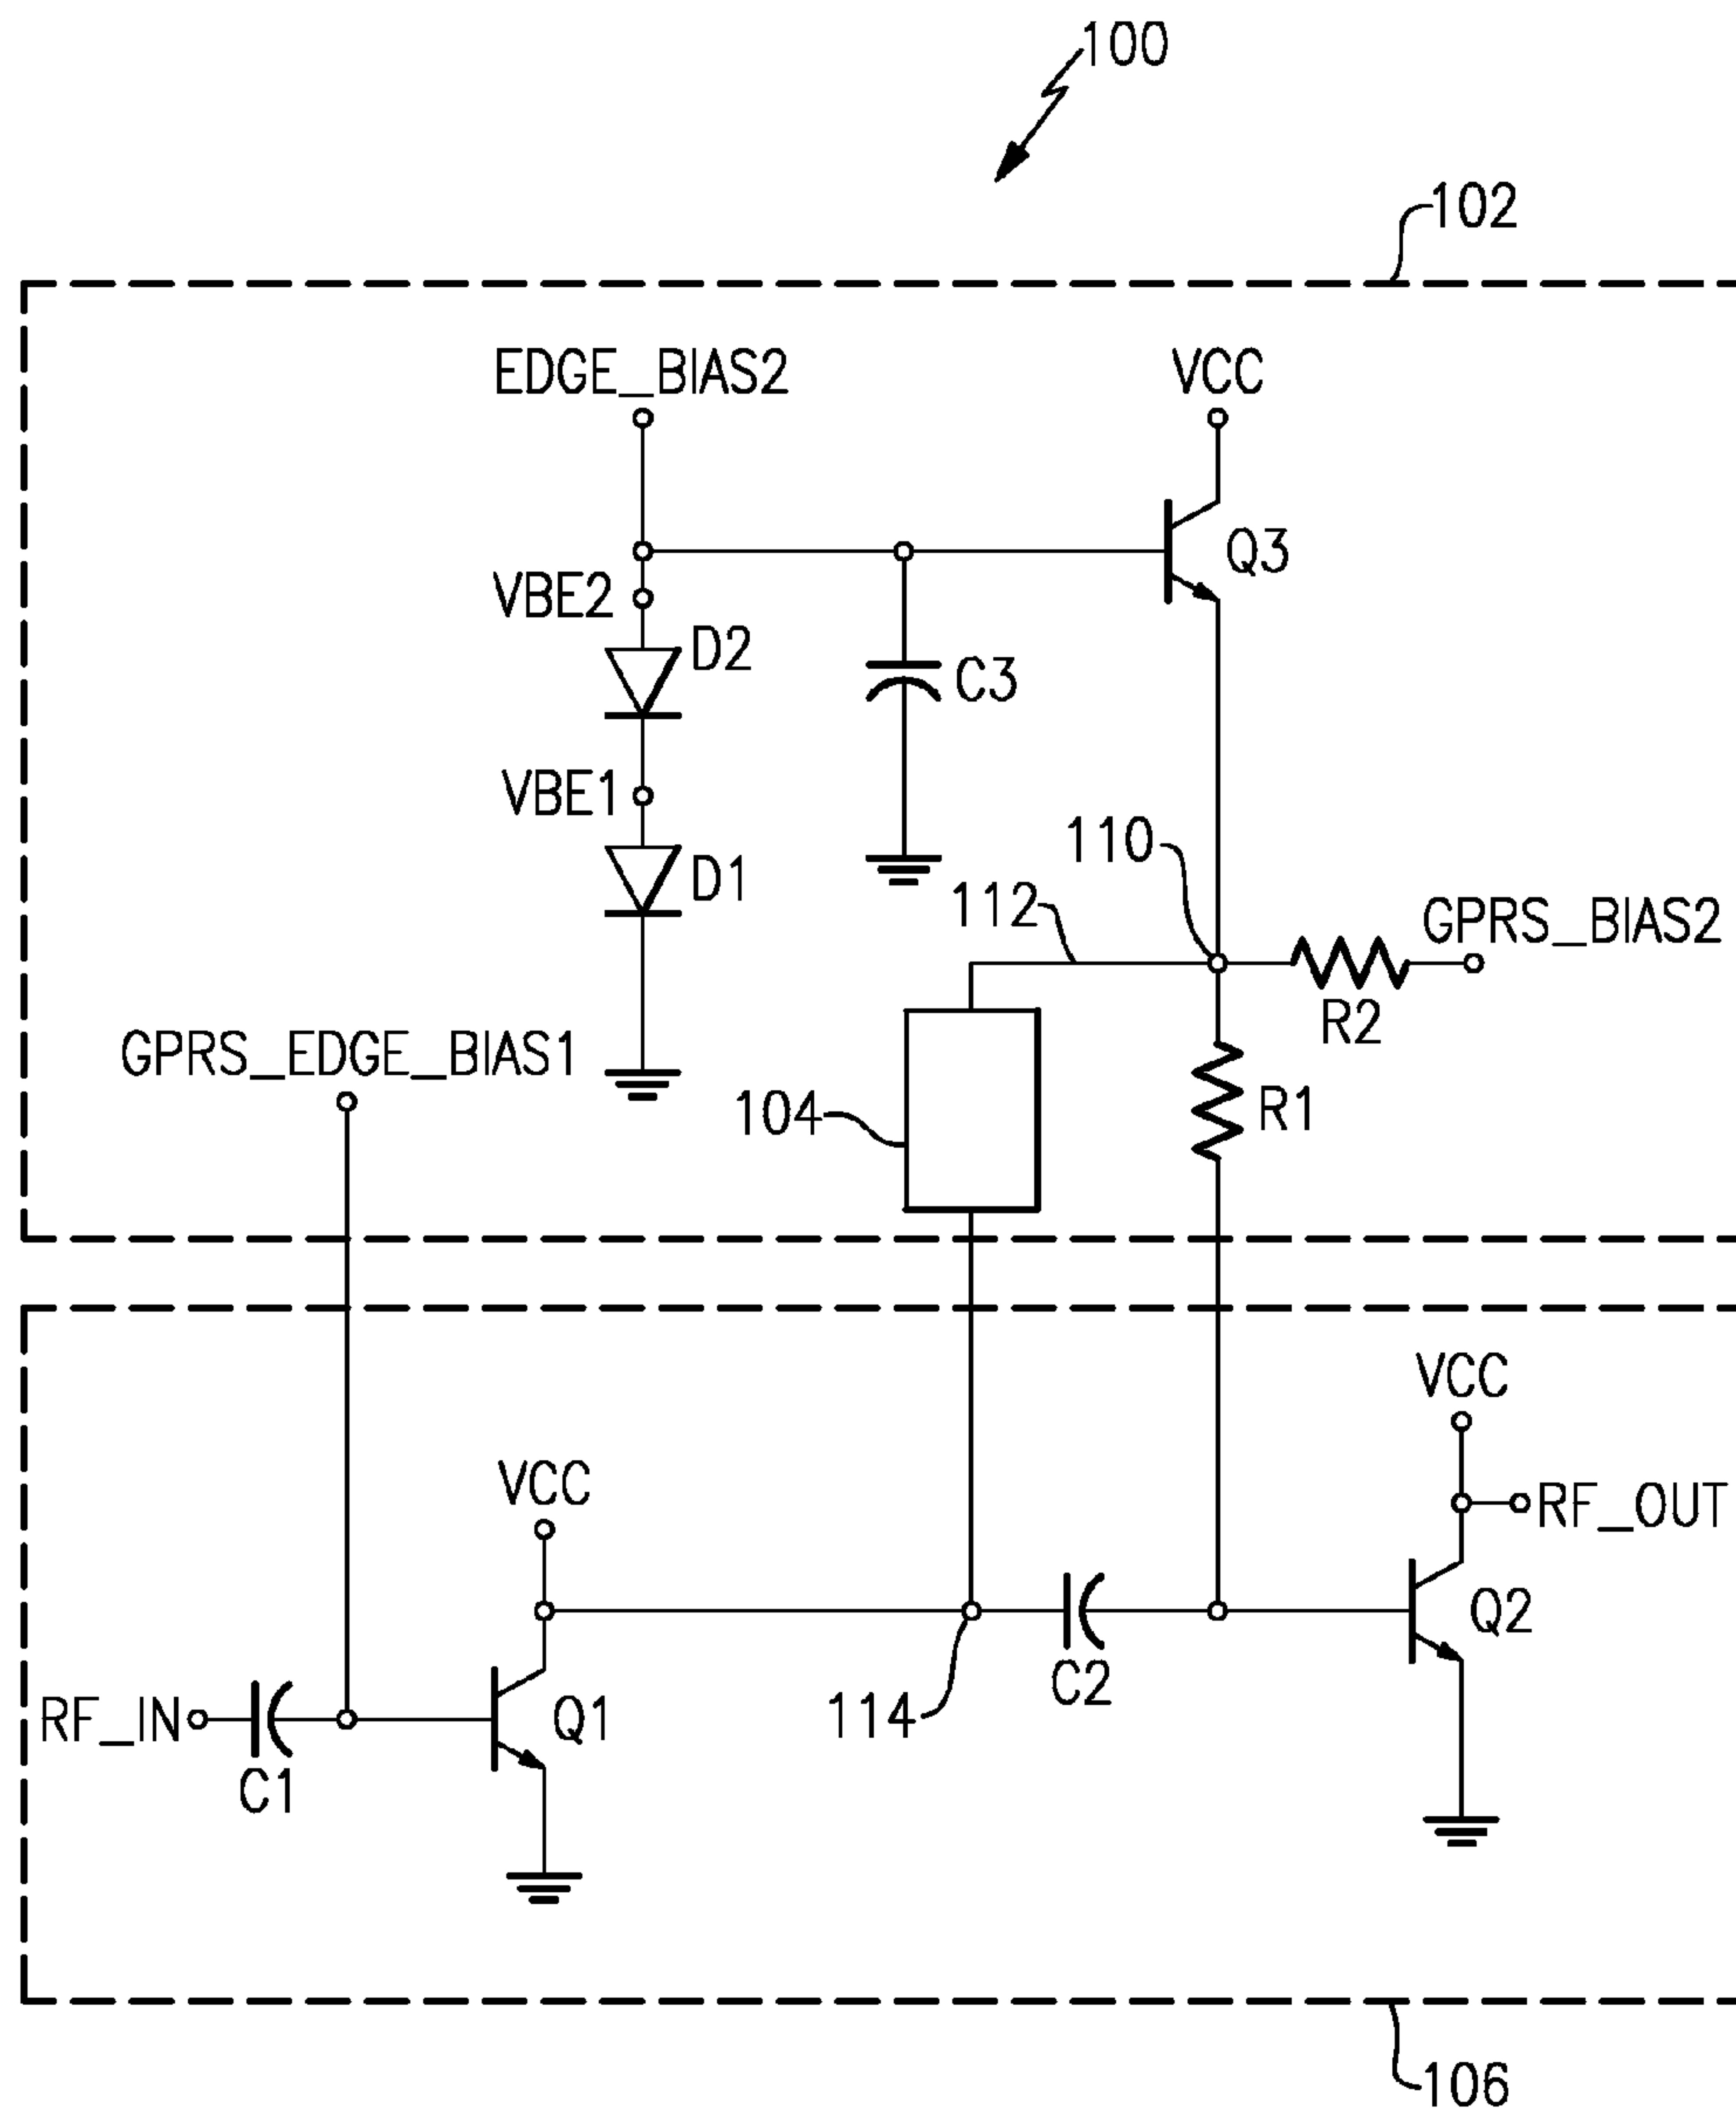 100
102
EDGE_BIAS2
VCC
Q3
VBE2
D2
C3
VBE1
110
D1
112
GPRS_BIAS2
R2
GPRS_EDGE_BIAS1
104
R1
VCC
VCC
RF_OUT
Q2
C2
RF_IN
Q1
114
C1
106